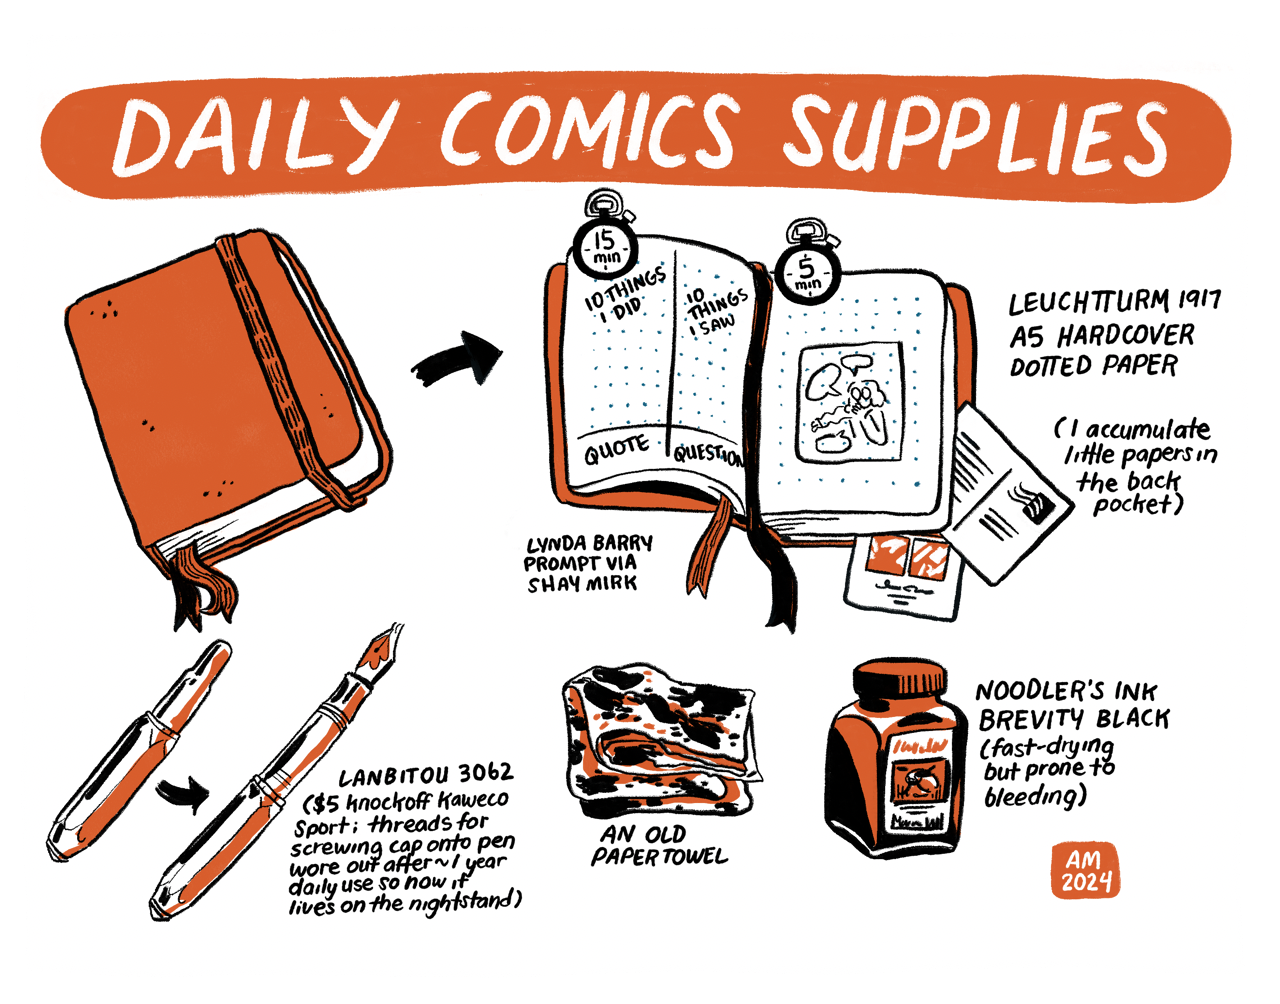 DAILY COMICS SUPPLIES
15
min
10 THINGS
I DID
10
THINGS
I SAW
QUOTE
QUESTION
5
min
LEUCHTTURM 1917
A5 HARDCOVER
DOTTED PAPER
(I accumulate
little papers in
the back
pocket)
LYNDA BARRY
PROMPT VIA
SHAY MIRK
LANBITOU 3062
($5 knockoff Kaweco
Sport; threads for
screwing cap onto pen
wore out after ~1 year
daily use so now it
lives on the nightstand)
AN OLD
PAPER TOWEL
NOODLER'S INK
BREVITY BLACK
(fast-drying
but prone to
bleeding)
AM
2024